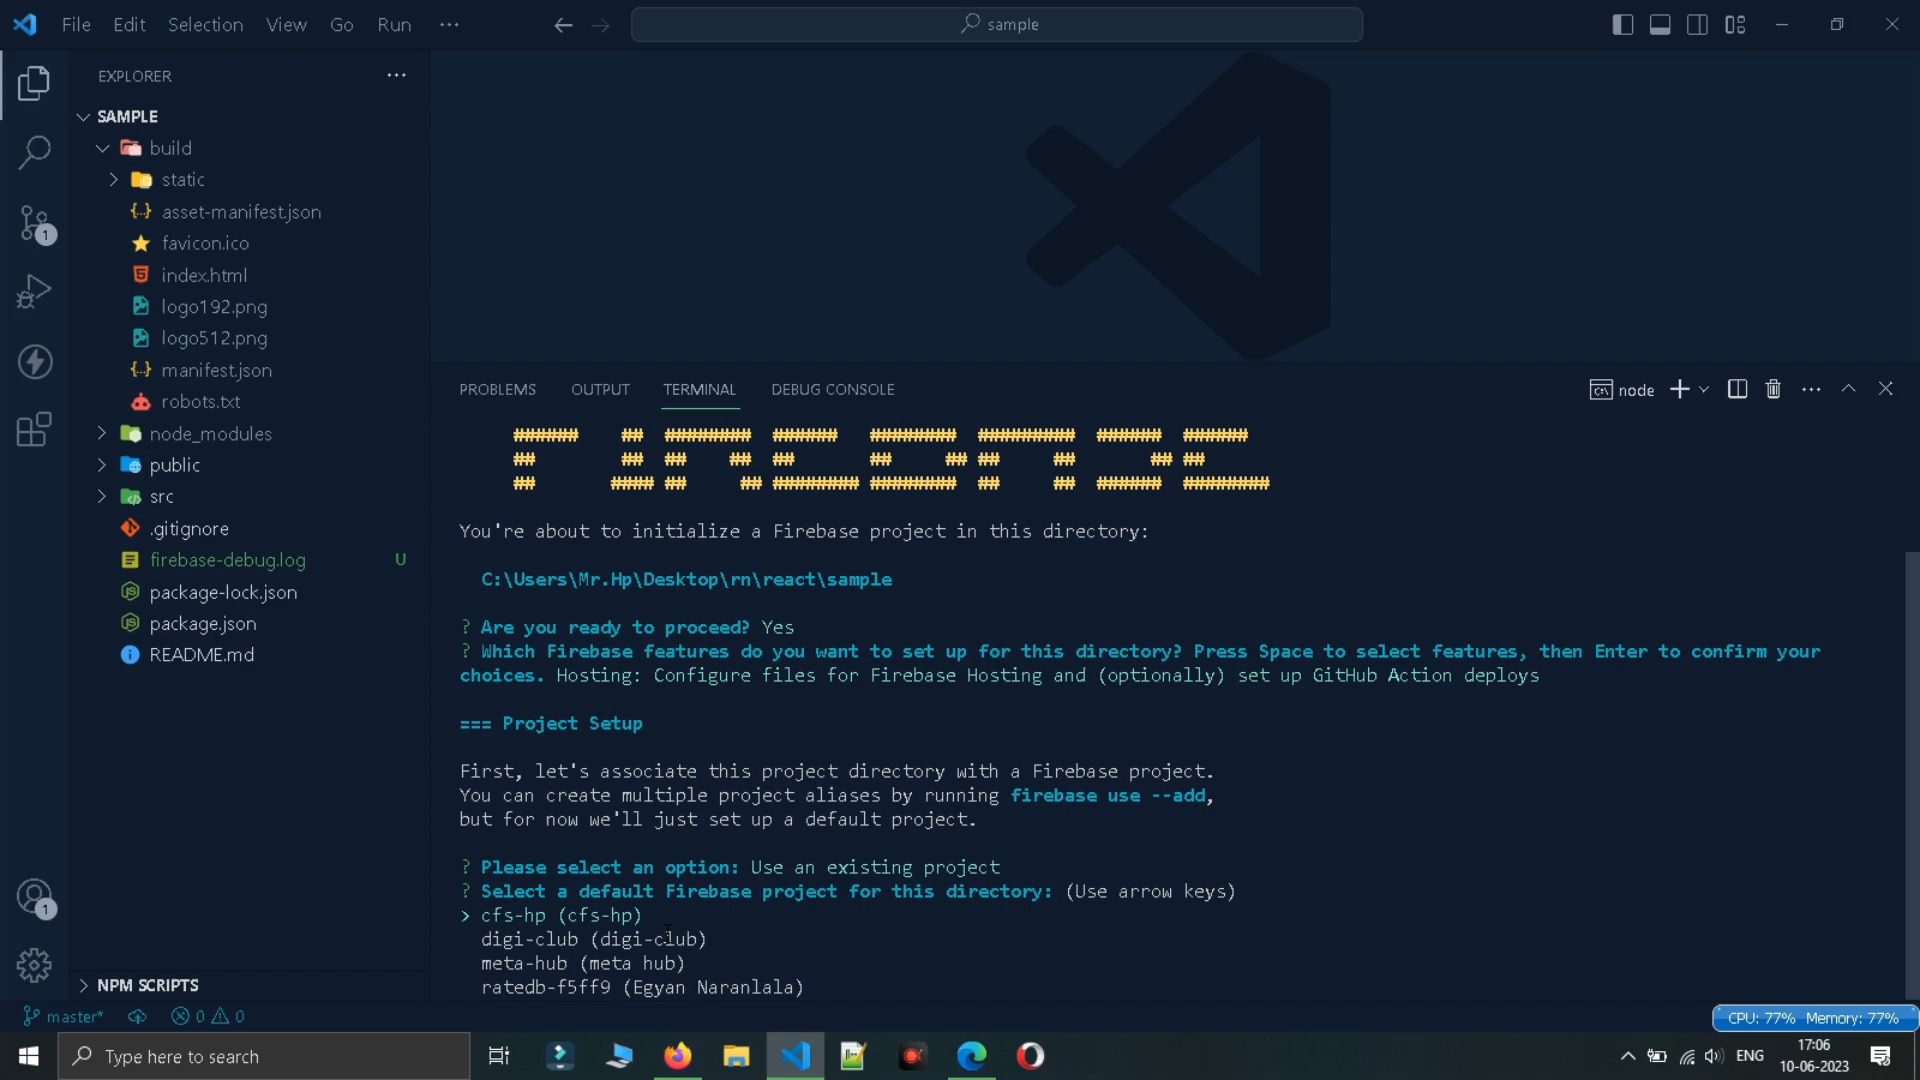 File Edit Selection View Go Run ···
sample
EXPLORER ···
SAMPLE
build
static
asset-manifest.json
favicon.ico
index.html
logo192.png
logo512.png
manifest.json
robots.txt
node_modules
public
src
.gitignore
firebase-debug.log U
package-lock.json
package.json
README.md
NPM SCRIPTS
1
1
PROBLEMS OUTPUT TERMINAL DEBUG CONSOLE
node
You're about to initialize a Firebase project in this directory:
C:\Users\Mr.Hp\Desktop\rn\react\sample
? Are you ready to proceed? Yes
? Which Firebase features do you want to set up for this directory? Press Space to select features, then Enter to confirm your
choices. Hosting: Configure files for Firebase Hosting and (optionally) set up GitHub Action deploys
=== Project Setup
First, let's associate this project directory with a Firebase project.
You can create multiple project aliases by running firebase use --add,
but for now we'll just set up a default project.
? Please select an option: Use an existing project
? Select a default Firebase project for this directory: (Use arrow keys)
> cfs-hp (cfs-hp)
digi-club (digi-club)
meta-hub (meta hub)
ratedb-f5ff9 (Egyan Naranlala)
master* 0 0
CPU: 77% Memory: 77%
Type here to search
ENG
17:06
10-06-2023